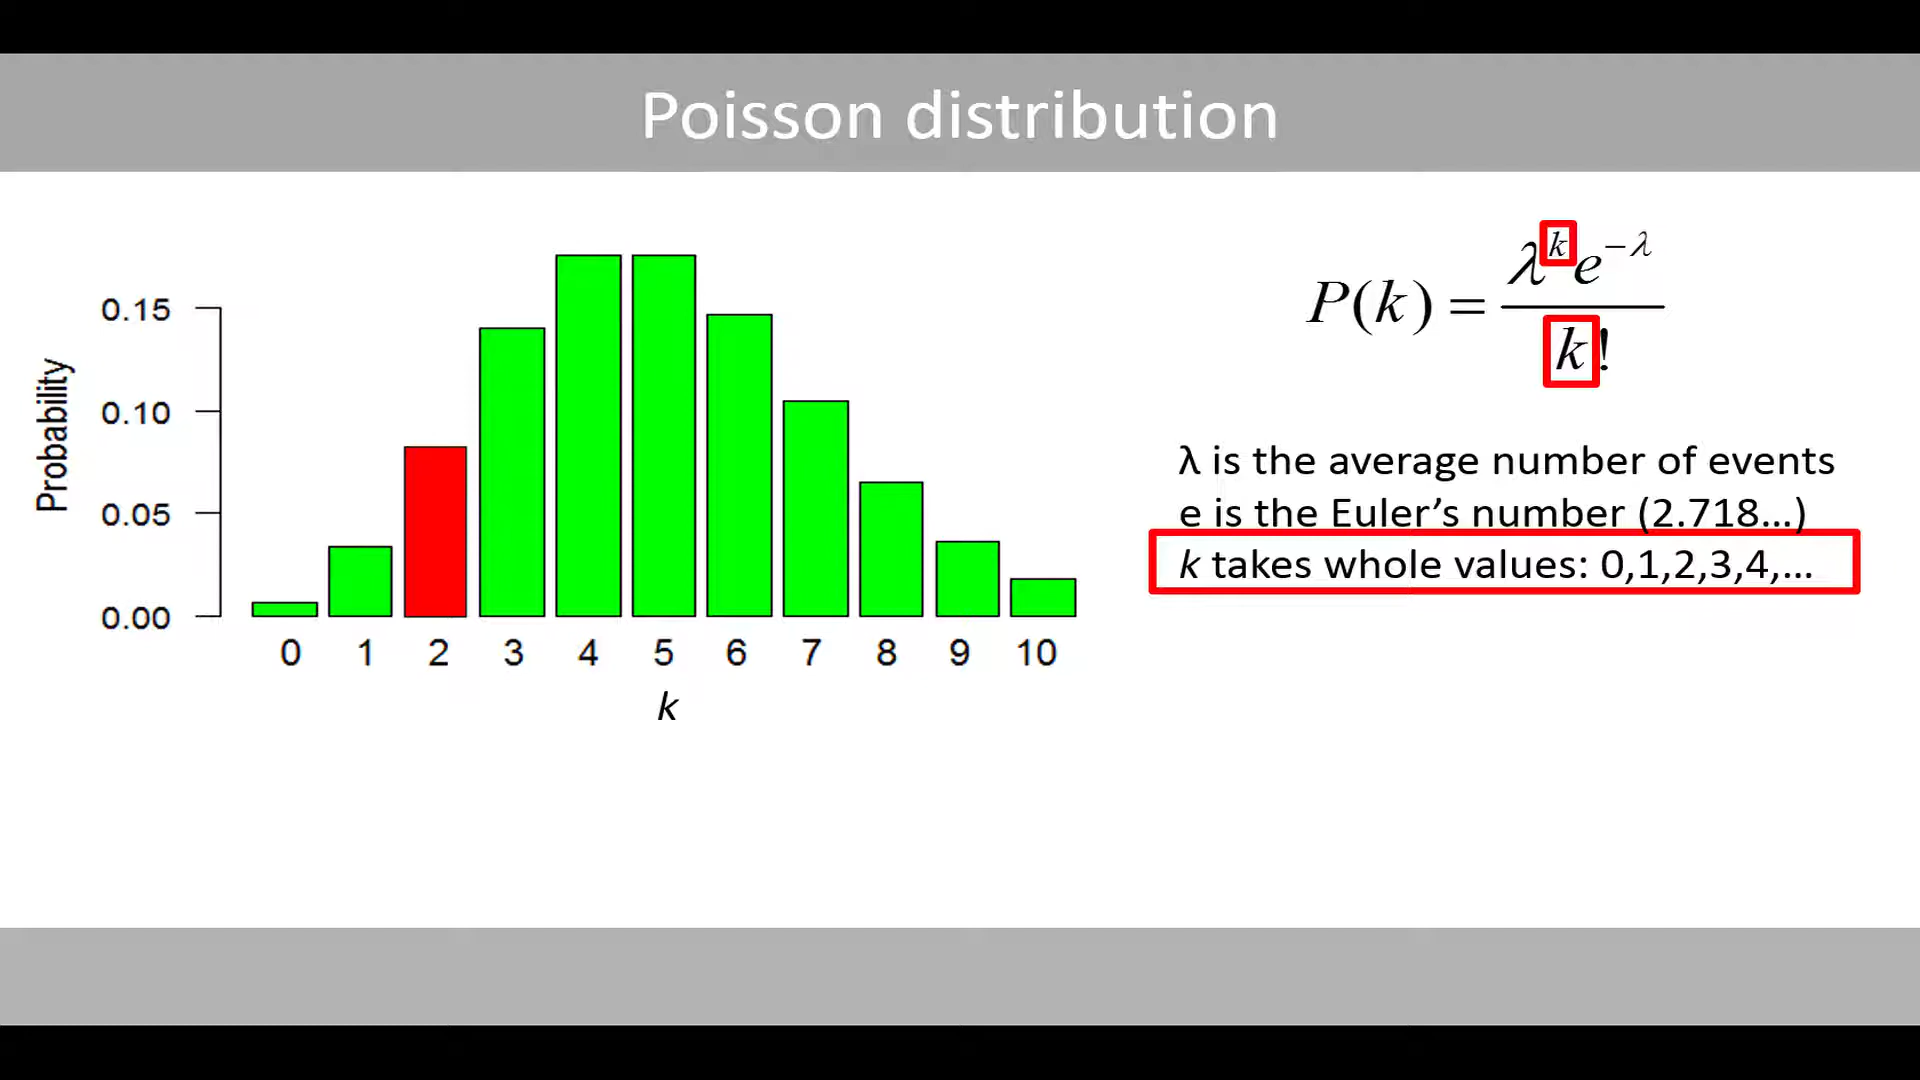 Poisson distribution
Probability
0.15
0.10
0.05
0.00
0 1 2 3 4 5 6 7 8 9 10
k
P(k) = λ^k e^−λ / k!
λ is the average number of events
e is the Euler’s number (2.718...)
k takes whole values: 0,1,2,3,4,...